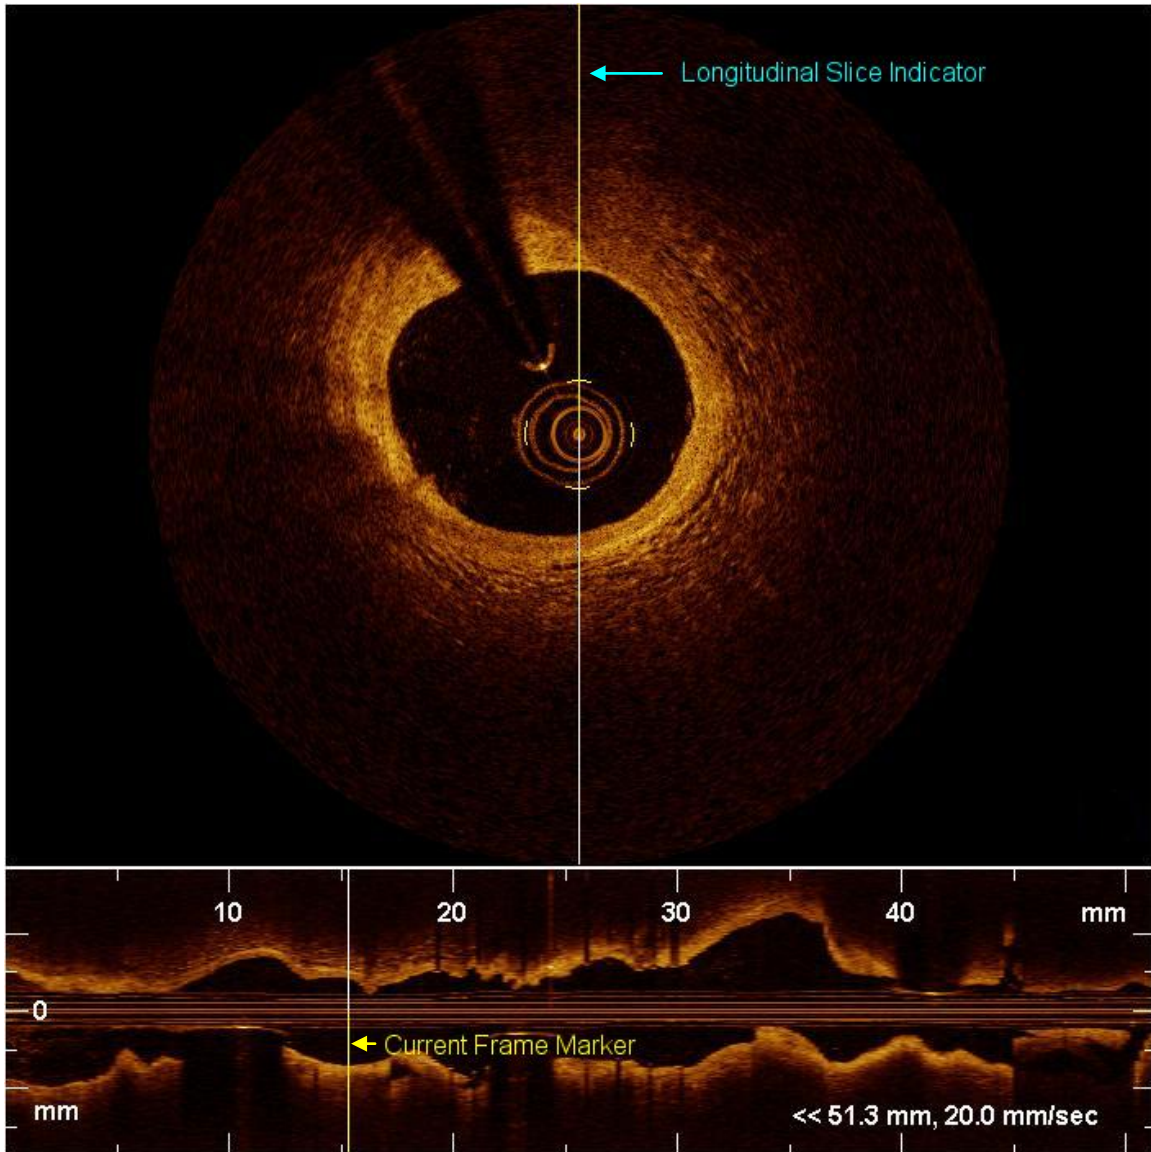 Longitudinal Slice Indicator
10
20
30
40
mm
0
Current Frame Marker
mm
<< 51.3 mm, 20.0 mm/sec